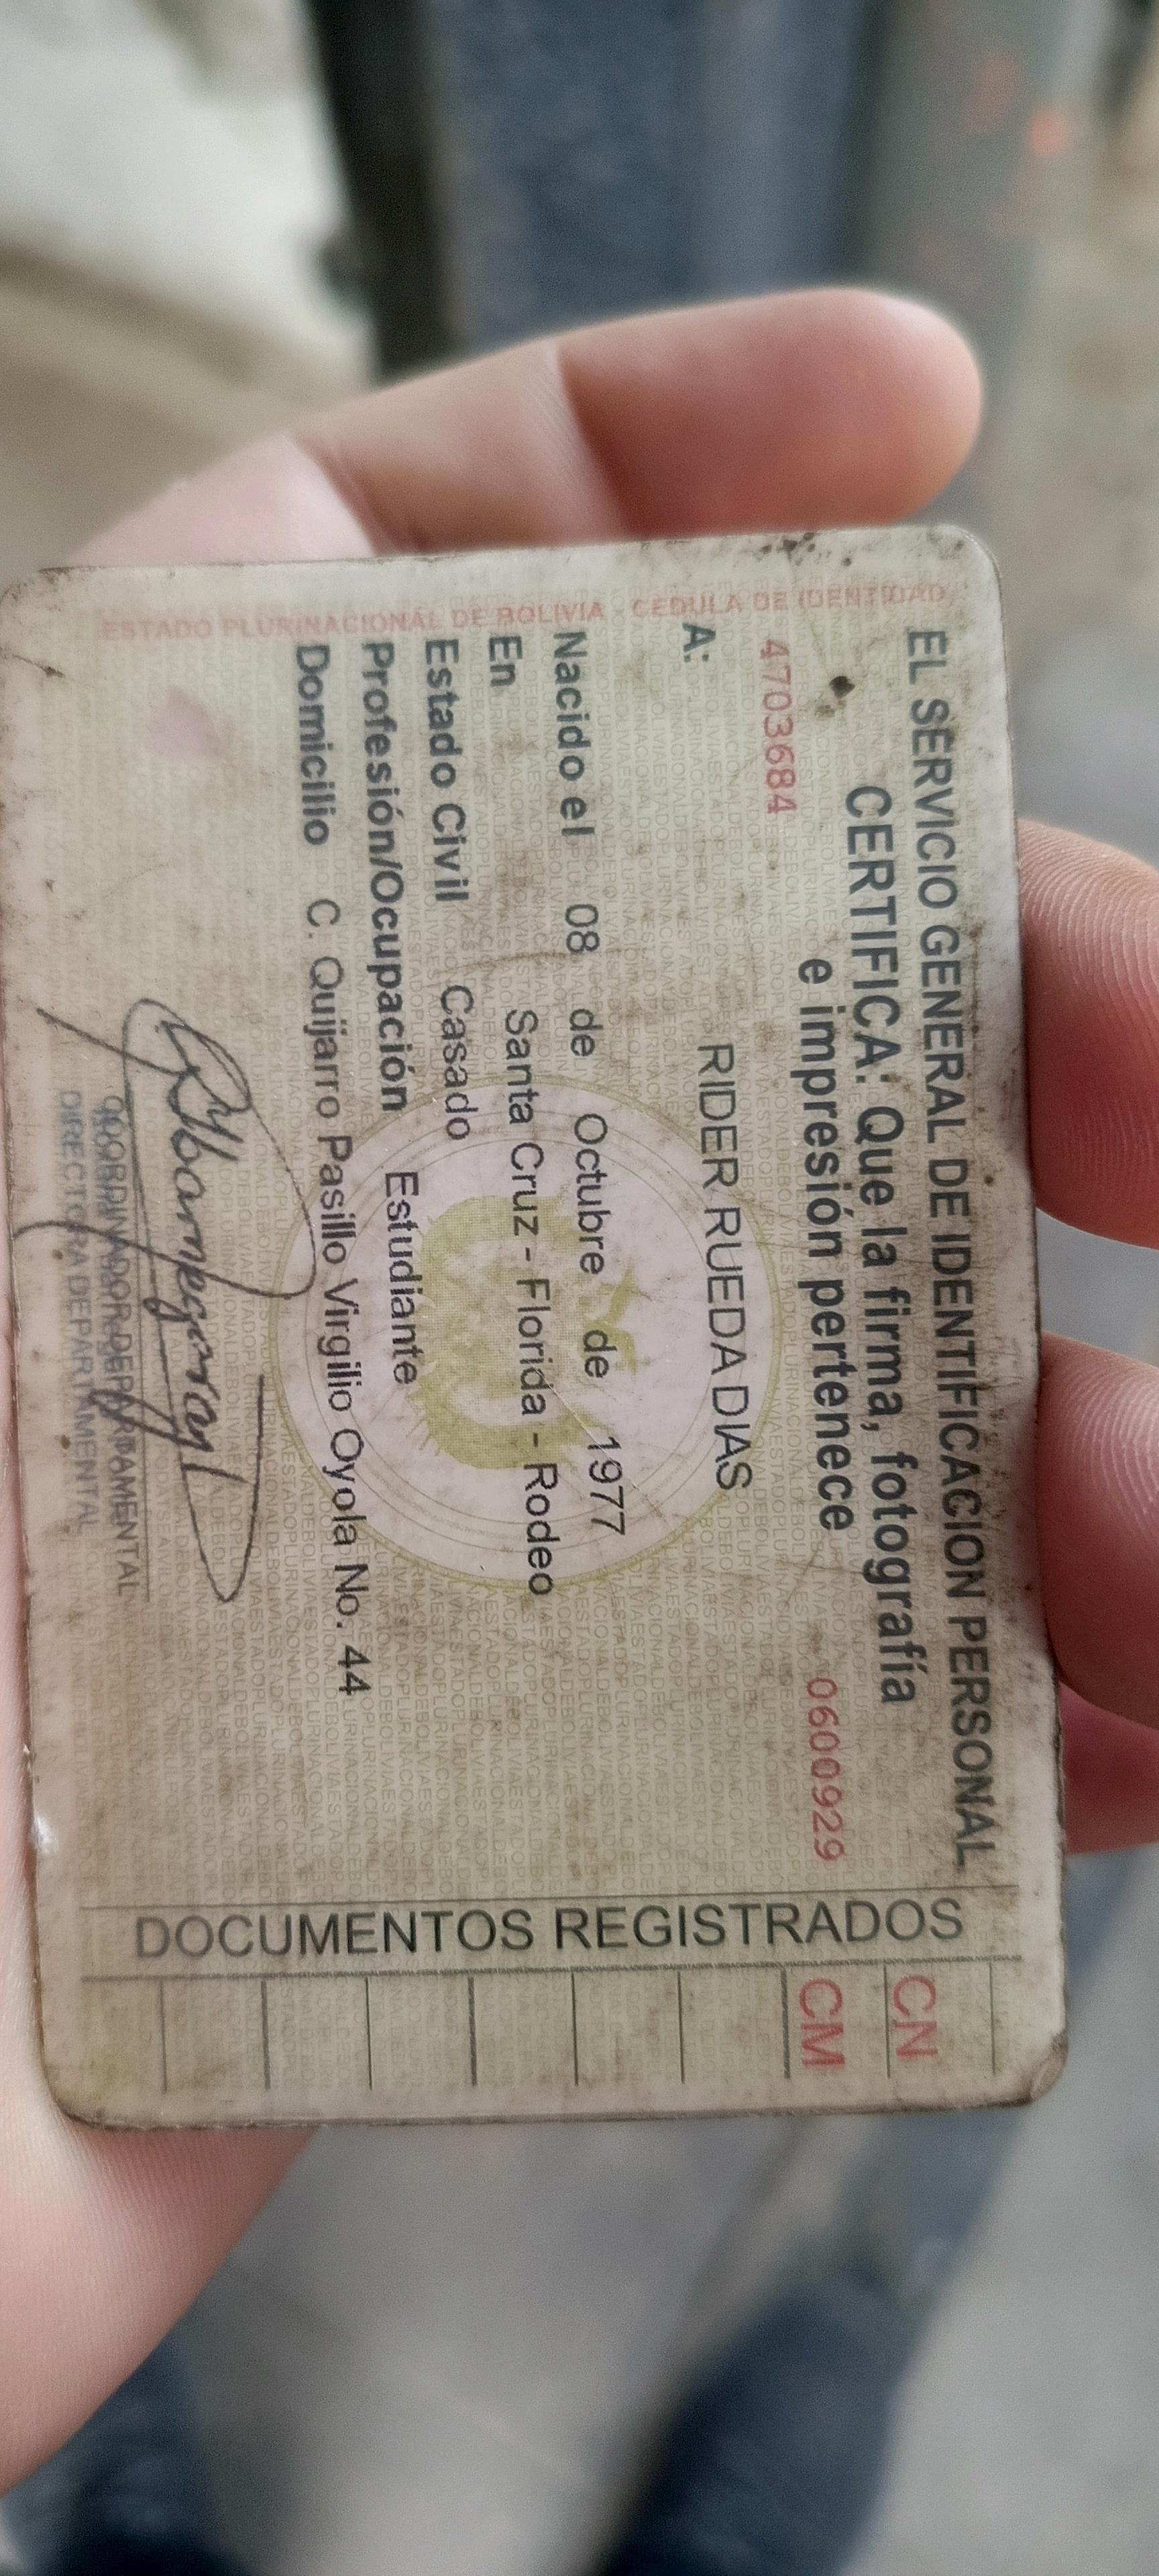 ESTADO PLURINACIONAL DE BOLIVIA - CEDULA DE IDENTIDAD
EL SERVICIO GENERAL DE IDENTIFICACION PERSONAL
CERTIFICA: Que la firma, fotografía
e impresión pertenece
4703684
0600929
A: RIDER RUEDA DIAS
Nacido el 08 de Octubre de 1977
En Santa Cruz - Florida - Rodeo
Estado Civil Casado
Profesión/Ocupación Estudiante
Domicilio C. Quijarro Pasillo Virgilio Oyola No. 44
COORDINADOR DEPARTAMENTAL
DIRECTORA DEPARTAMENTAL
DOCUMENTOS REGISTRADOS
CN
CM